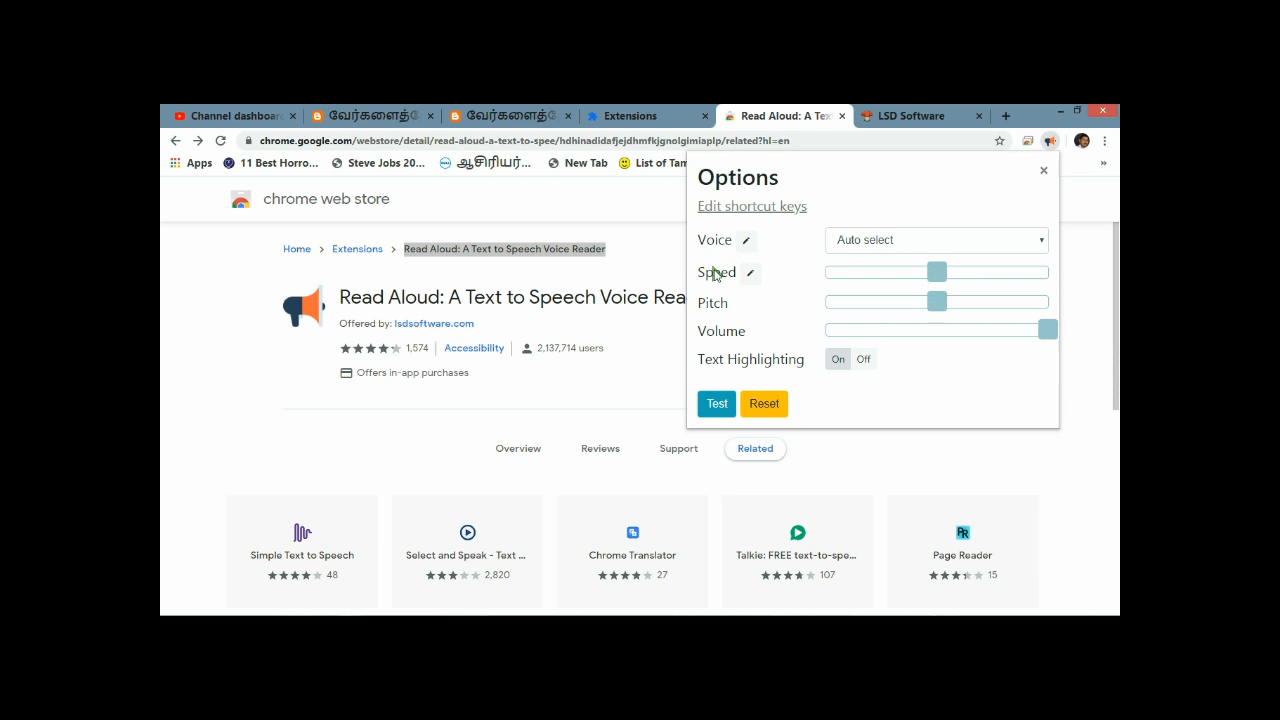 Channel dashboar
வேர்களைத்
வேர்களைத்
Extensions
Read Aloud: A Tex
LSD Software
chrome.google.com/webstore/detail/read-aloud-a-text-to-spee/hdhinadidafjejdhmfkjgnolgimiaplp/related?hl=en
Apps
11 Best Horro...
Steve Jobs 20...
ஆசிரியர்...
New Tab
List of Tam
»
chrome web store
Home > Extensions > Read Aloud: A Text to Speech Voice Reader
Read Aloud: A Text to Speech Voice Rea
Offered by: lsdsoftware.com
1,574
Accessibility
2,137,714 users
Offers in-app purchases
Options
Edit shortcut keys
Voice
Auto select
Speed
Pitch
Volume
Text Highlighting
On Off
Test
Reset
Overview
Reviews
Support
Related
Simple Text to Speech
48
Select and Speak - Text ...
2,820
Chrome Translator
27
Talkie: FREE text-to-spe...
107
PR
Page Reader
15